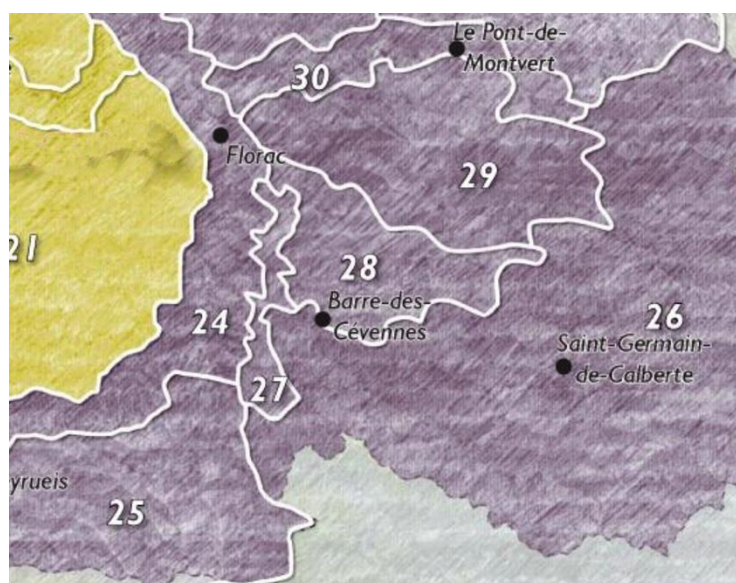 Le Pont-de-
Montvert
30
Florac
29
21
28
Barre-des-
Cévennes
24
26
Saint-Germain-
de-Calberte
27
yrueis
25